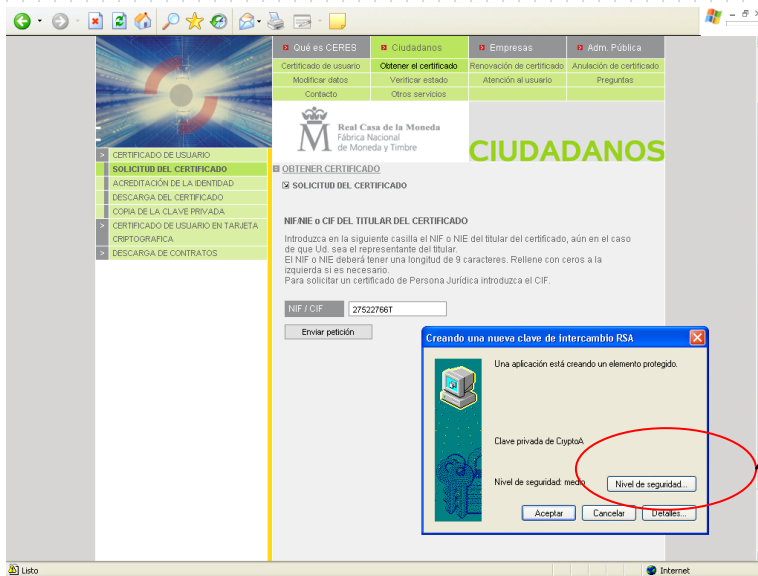 Qué es CERES
Ciudadanos
Empresas
Adm. Pública
Certificado de usuario
Obtener el certificado
Renovación de certificado
Anulación de certificado
Modificar datos
Verificar estado
Atención al usuario
Preguntas
Contacto
Otros servicios
M
Real Casa de la Moneda
Fábrica Nacional
de Moneda y Timbre
CIUDADANOS
CERTIFICADO DE USUARIO
SOLICITUD DEL CERTIFICADO
ACREDITACIÓN DE LA IDENTIDAD
DESCARGA DEL CERTIFICADO
COPIA DE LA CLAVE PRIVADA
CERTIFICADO DE USUARIO EN TARJETA
CRIPTOGRAFICA
DESCARGA DE CONTRATOS
OBTENER CERTIFICADO
SOLICITUD DEL CERTIFICADO
NIF/NIE o CIF DEL TITULAR DEL CERTIFICADO
Introduzca en la siguiente casilla el NIF o NIE del titular del certificado, aún en el caso
de que Ud. sea el representante del titular.
El NIF o NIE deberá tener una longitud de 9 caracteres. Rellene con ceros a la
izquierda si es necesario.
Para solicitar un certificado de Persona Jurídica introduzca el CIF.
NIF / CIF
27522766T
Enviar petición
Creando una nueva clave de intercambio RSA
Una aplicación está creando un elemento protegido.
Clave privada de CryptoA
Nivel de seguridad: medio
Nivel de seguridad...
Aceptar
Cancelar
Detalles...
Listo
Internet